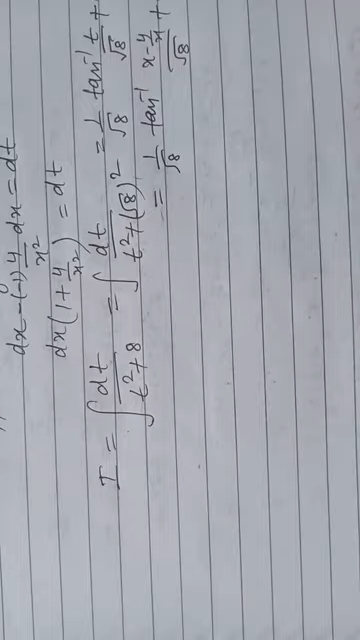 dx - (-1) 4/x² dx = dt
dx (1 + 4/x²) = dt
I = ∫ dt/(t² + 8) = ∫ dt/(t² + (√8)²) = 1/√8 tan⁻¹ t/√8 +
= 1/√8 tan⁻¹ (x - 4/x)/√8 +